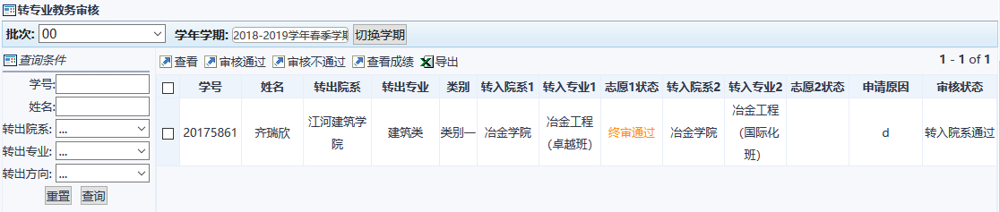 转专业教务审核
批次: 00 学年学期: 2018-2019学年春季学期 切换学期
查询条件
学号:
姓名:
转出院系: ...
转出专业: ...
转出方向: ...
重置 查询
查看 审核通过 审核不通过 查看成绩 导出 1 - 1 of 1
学号 姓名 转出院系 转出专业 类别 转入院系1 转入专业1 志愿1状态 转入院系2 转入专业2 志愿2状态 申请原因 审核状态
20175861 齐瑞欣 江河建筑学院 建筑类 类别一 冶金学院 冶金工程(卓越班) 终审通过 冶金学院 冶金工程(国际化班) d 转入院系通过